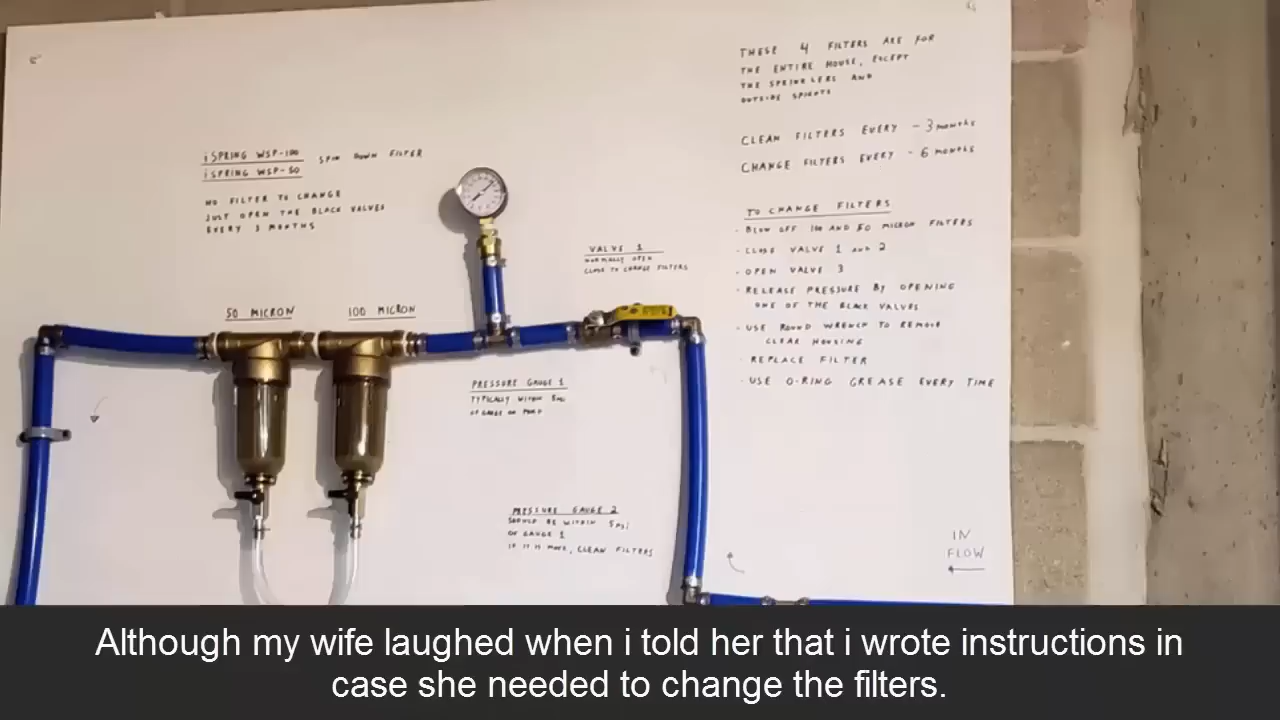 THESE 4 FILTERS ARE FOR
THE ENTIRE HOUSE, EXCEPT
THE SPRINKLERS AND
OUTSIDE SPIGOTS
CLEAN FILTERS EVERY - 3 months
CHANGE FILTERS EVERY - 6 months
iSPRING WSP-100 SPIN DOWN FILTER
iSPRING WSP-50
NO FILTER TO CHANGE
JUST OPEN THE BLACK VALVES
EVERY 3 MONTHS
TO CHANGE FILTERS
· BLOW OFF 100 AND 50 MICRON FILTERS
· CLOSE VALVE 1 AND 2
· OPEN VALVE 3
· RELEASE PRESSURE BY OPENING
ONE OF THE BLACK VALVES
· USE ROUND WRENCH TO REMOVE
CLEAR HOUSING
· REPLACE FILTER
· USE O-RING GREASE EVERY TIME
VALVE 1
NORMALLY OPEN
CLOSE TO CHANGE FILTERS
50 MICRON
100 MICRON
PRESSURE GAUGE 1
TYPICALLY WITHIN 5psi
OF GAUGE ON
PRESSURE GAUGE 2
SHOULD BE WITHIN 5psi
OF GAUGE 1
IF IT IS MORE, CLEAN FILTERS
IN
FLOW
Although my wife laughed when i told her that i wrote instructions in
case she needed to change the filters.